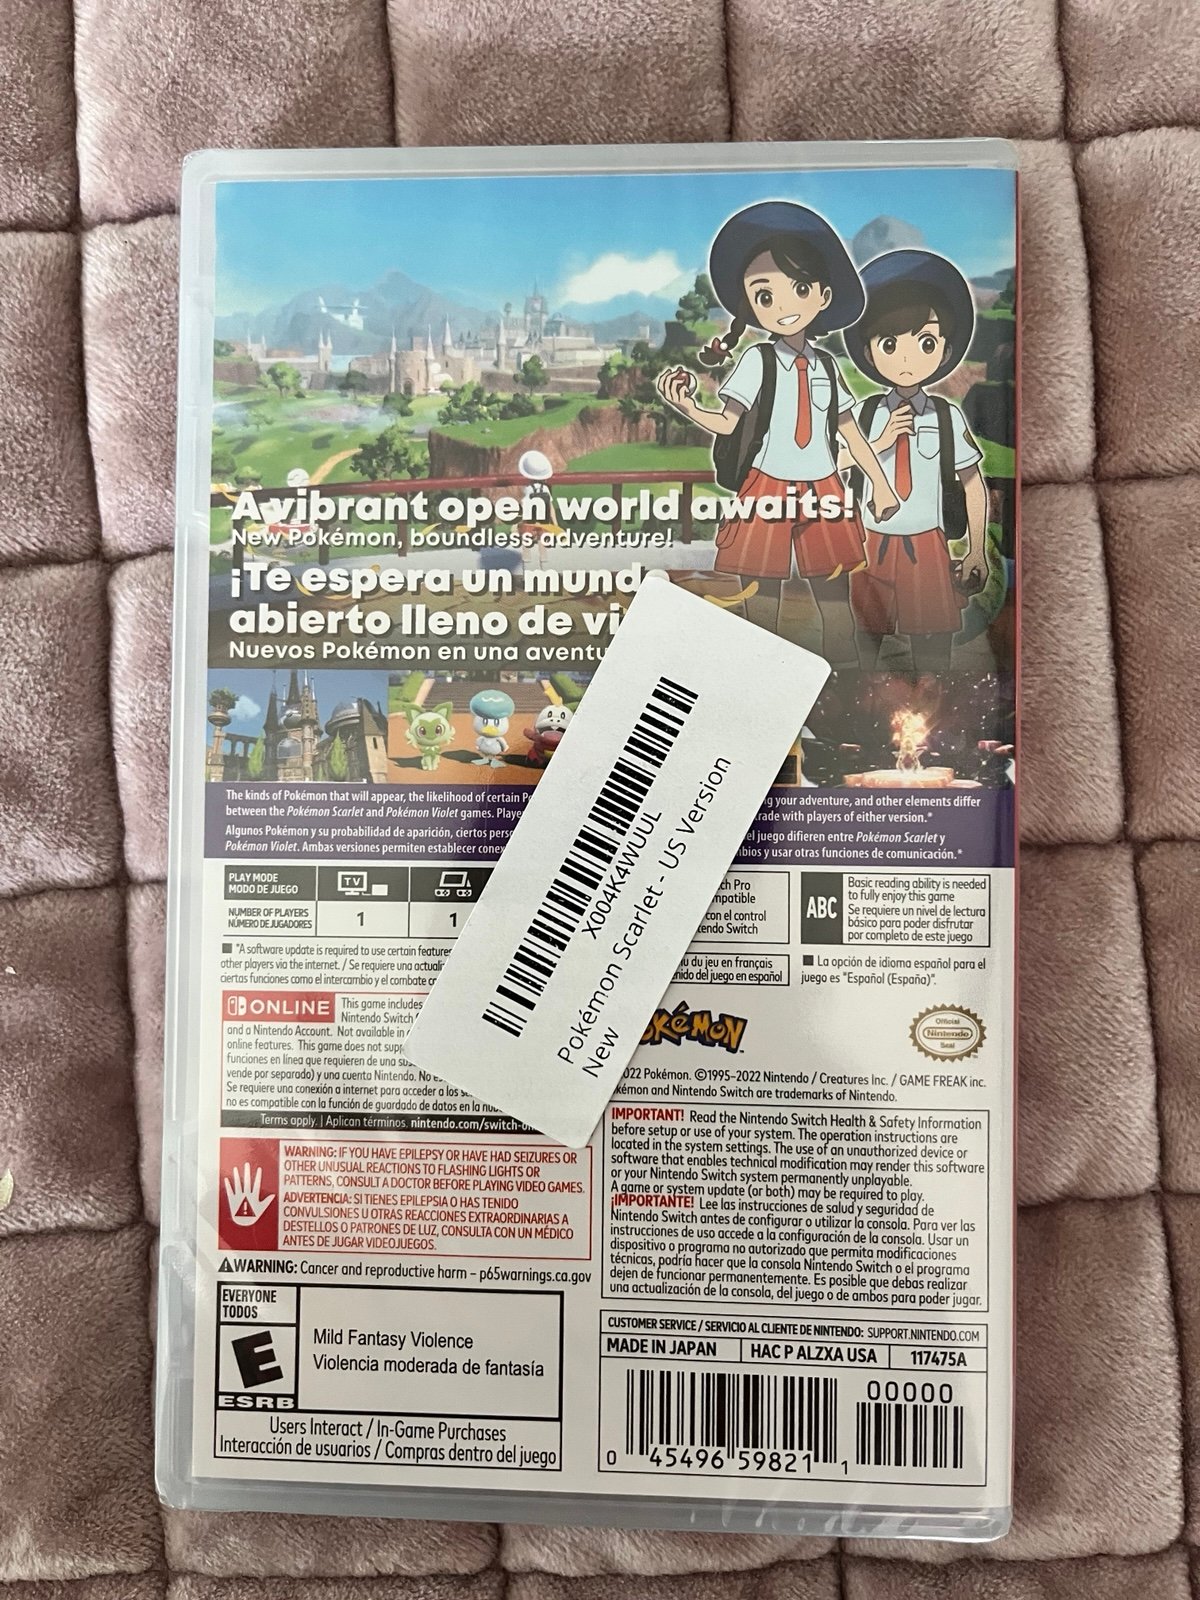 A vibrant open world awaits!
New Pokémon, boundless adventure!
¡Te espera un mundo
abierto lleno de vi
Nuevos Pokémon en una aventu
The kinds of Pokémon that will appear, the likelihood of certain Po
between the Pokémon Scarlet and Pokémon Violet games. Playe
Algunos Pokémon y su probabilidad de aparición, ciertos perso
Pokémon Violet. Ambas versiones permiten establecer conex
g your adventure, and other elements differ
rade with players of either version.*
el juego difieren entre Pokémon Scarlet y
bios y usar otras funciones de comunicación.*
X004K4WUUL
Pokémon Scarlet - US Version
New
PLAY MODE
MODO DE JUEGO
TV
NUMBER OF PLAYERS
NÚMERO DE JUGADORES
1
1
ch Pro
mpatible
con el control
tendo Switch
ABC
Basic reading ability is needed
to fully enjoy this game
Se requiere un nivel de lectura
básico para poder disfrutar
por completo de este juego
*A software update is required to use certain features
other players via the internet. / Se requiere una actuali
ciertas funciones como el intercambio y el combate c
u du jeu en français
nido del juego en español
La opción de idioma español para el
juego es "Español (España)".
ONLINE
This game includes
Nintendo Switch
and a Nintendo Account. Not available in
online features. This game does not supp
funciones en línea que requieren de una sus
vende por separado) y una cuenta Nintendo. No es
Se requiere una conexión a internet para acceder a los se
no es compatible con la función de guardado de datos en la nub
Terms apply. | Aplican términos. nintendo.com/switch-on
Pokémon
Official
Nintendo
Seal
022 Pokémon. ©1995–2022 Nintendo / Creatures Inc. / GAME FREAK inc.
kémon and Nintendo Switch are trademarks of Nintendo.
WARNING: IF YOU HAVE EPILEPSY OR HAVE HAD SEIZURES OR
OTHER UNUSUAL REACTIONS TO FLASHING LIGHTS OR
PATTERNS, CONSULT A DOCTOR BEFORE PLAYING VIDEO GAMES.
ADVERTENCIA: SI TIENES EPILEPSIA O HAS TENIDO
CONVULSIONES U OTRAS REACCIONES EXTRAORDINARIAS A
DESTELLOS O PATRONES DE LUZ, CONSULTA CON UN MÉDICO
ANTES DE JUGAR VIDEOJUEGOS.
WARNING: Cancer and reproductive harm – p65warnings.ca.gov
IMPORTANT! Read the Nintendo Switch Health & Safety Information
before setup or use of your system. The operation instructions are
located in the system settings. The use of an unauthorized device or
software that enables technical modification may render this software
or your Nintendo Switch system permanently unplayable.
A game or system update (or both) may be required to play.
¡IMPORTANTE! Lee las instrucciones de salud y seguridad de
Nintendo Switch antes de configurar o utilizar la consola. Para ver las
instrucciones de uso accede a la configuración de la consola. Usar un
dispositivo o programa no autorizado que permita modificaciones
técnicas, podría hacer que la consola Nintendo Switch o el programa
dejen de funcionar permanentemente. Es posible que debas realizar
una actualización de la consola, del juego o de ambos para poder jugar.
EVERYONE
TODOS
E
ESRB
Mild Fantasy Violence
Violencia moderada de fantasía
Users Interact / In-Game Purchases
Interacción de usuarios / Compras dentro del juego
CUSTOMER SERVICE / SERVICIO AL CLIENTE DE NINTENDO: SUPPORT.NINTENDO.COM
MADE IN JAPAN
HAC P ALZXA USA
117475A
00000
0 45496 59821 1